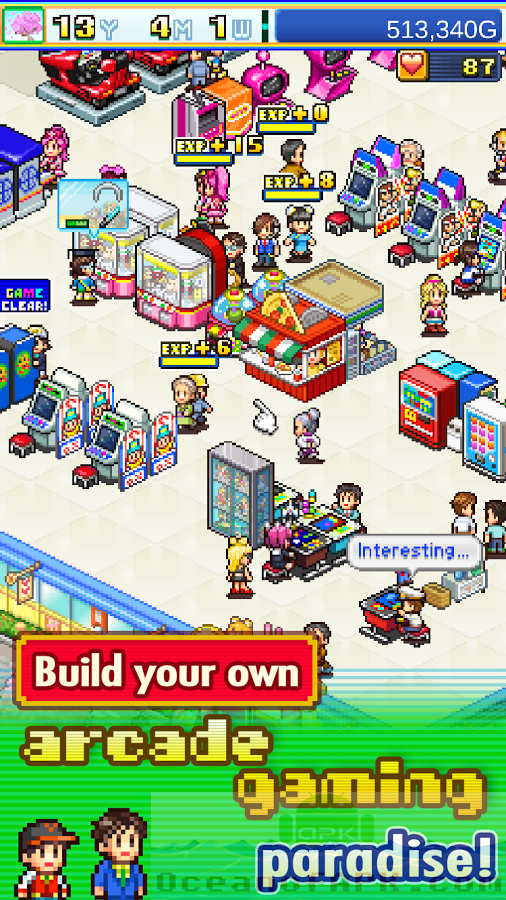 13Y 4M 1W
513,340G
87
EXP+0
EXP+15
EXP+8
GAME
CLEAR!
EXP+6
Interesting...
Build your own
arcade
gaming
APK
paradise!
OceanofAPK.com